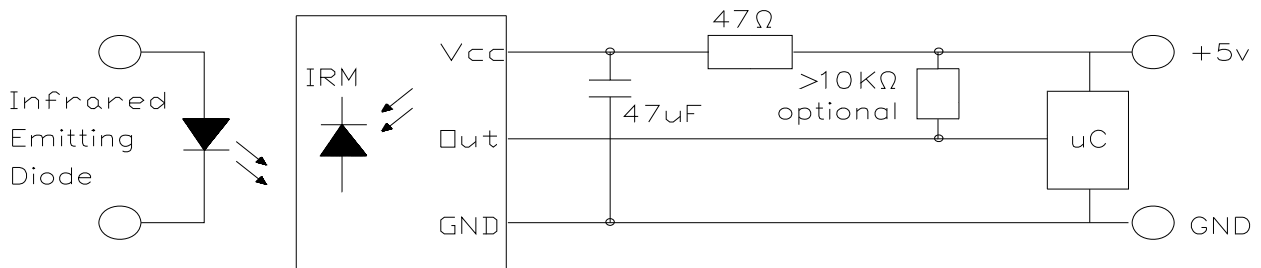 Infrared
Emitting
Diode
IRM
Vcc
Out
GND
47uF
47Ω
>10KΩ
optional
uC
+5v
GND